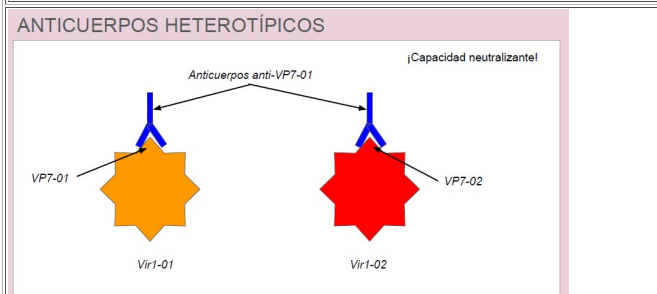 ANTICUERPOS HETEROTÍPICOS
¡Capacidad neutralizante!
Anticuerpos anti-VP7-01
VP7-01
VP7-02
Vir1-01
Vir1-02